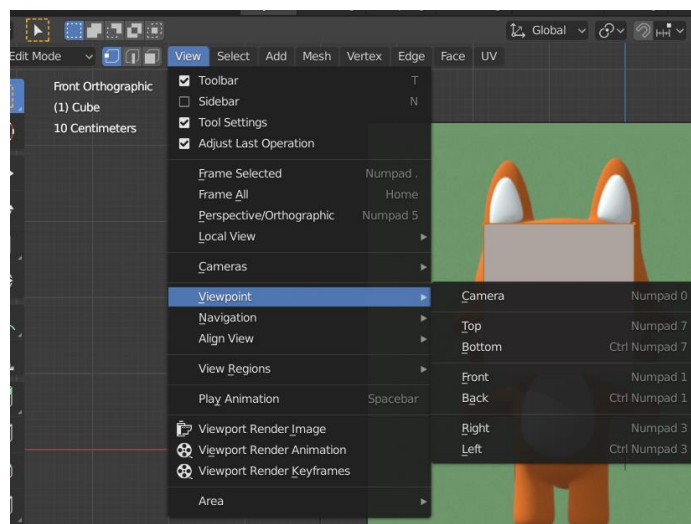 Global
Edit Mode
View Select Add Mesh Vertex Edge Face UV
Front Orthographic
(1) Cube
10 Centimeters
Toolbar T
Sidebar N
Tool Settings
Adjust Last Operation
Frame Selected Numpad .
Frame All Home
Perspective/Orthographic Numpad 5
Local View
Cameras
Viewpoint
Navigation
Align View
View Regions
Play Animation Spacebar
Viewport Render Image
Viewport Render Animation
Viewport Render Keyframes
Area
Camera Numpad 0
Top Numpad 7
Bottom Ctrl Numpad 7
Front Numpad 1
Back Ctrl Numpad 1
Right Numpad 3
Left Ctrl Numpad 3